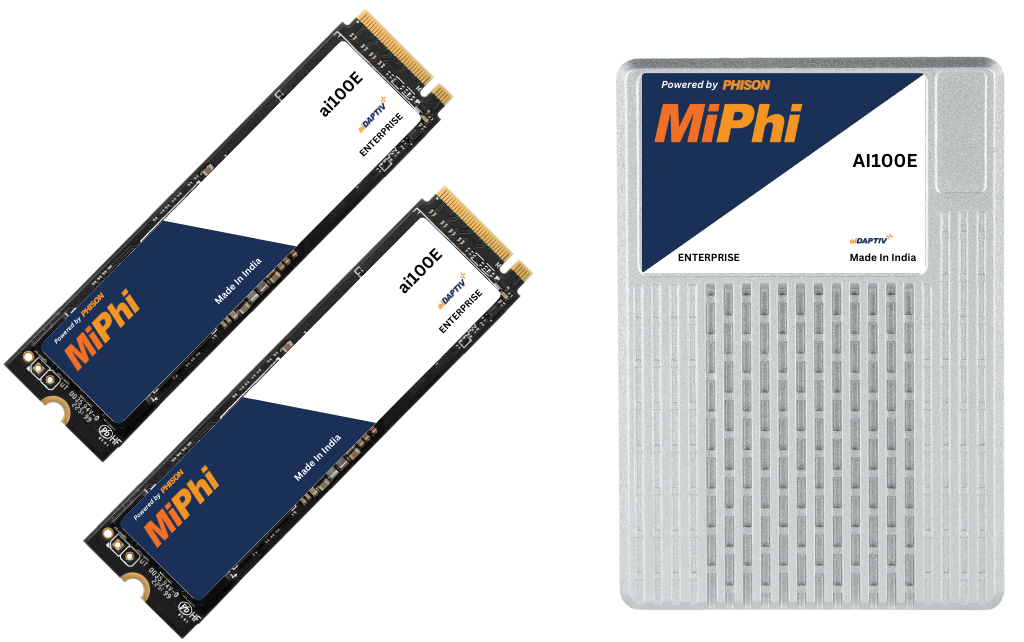 ai100E
aiDAPTIV+
ENTERPRISE
Made In India
Powered by PHISON
MiPhi
ai100E
aiDAPTIV+
ENTERPRISE
Made In India
Powered by PHISON
MiPhi
Powered by PHISON
MiPhi
AI100E
aiDAPTIV+
ENTERPRISE
Made In India